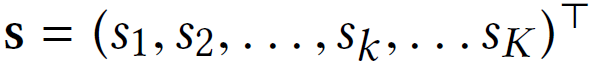 𝐬 = (s₁, s₂, . . . , sₖ, . . . s_K)^⊤